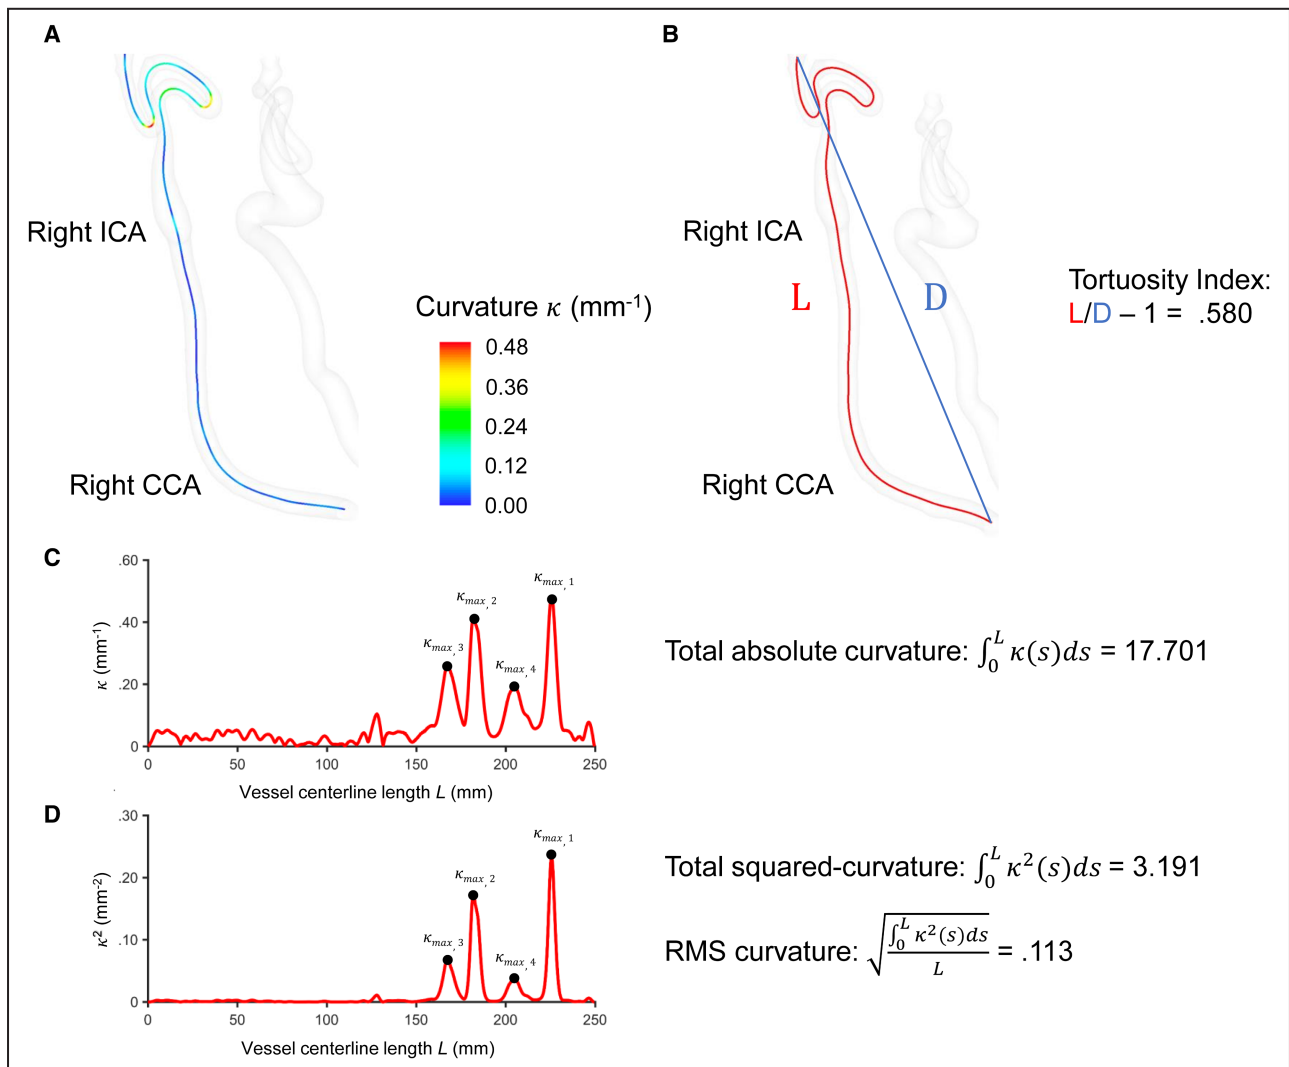 A
Right ICA
Curvature κ (mm-1)
0.48
0.36
0.24
0.12
0.00
Right CCA
B
Right ICA
L
D
Tortuosity Index:
L/D – 1 = .580
Right CCA
C
.60
.40
.20
0
κ (mm-1)
κmax, 3
κmax, 2
κmax, 4
κmax, 1
0 50 100 150 200 250
Vessel centerline length L (mm)
Total absolute curvature: ∫₀ᴸ κ(s)ds = 17.701
D
.30
.20
.10
0
κ² (mm-2)
κmax, 3
κmax, 2
κmax, 4
κmax, 1
0 50 100 150 200 250
Vessel centerline length L (mm)
Total squared-curvature: ∫₀ᴸ κ²(s)ds = 3.191
RMS curvature: √(∫₀ᴸ κ²(s)ds / L) = .113